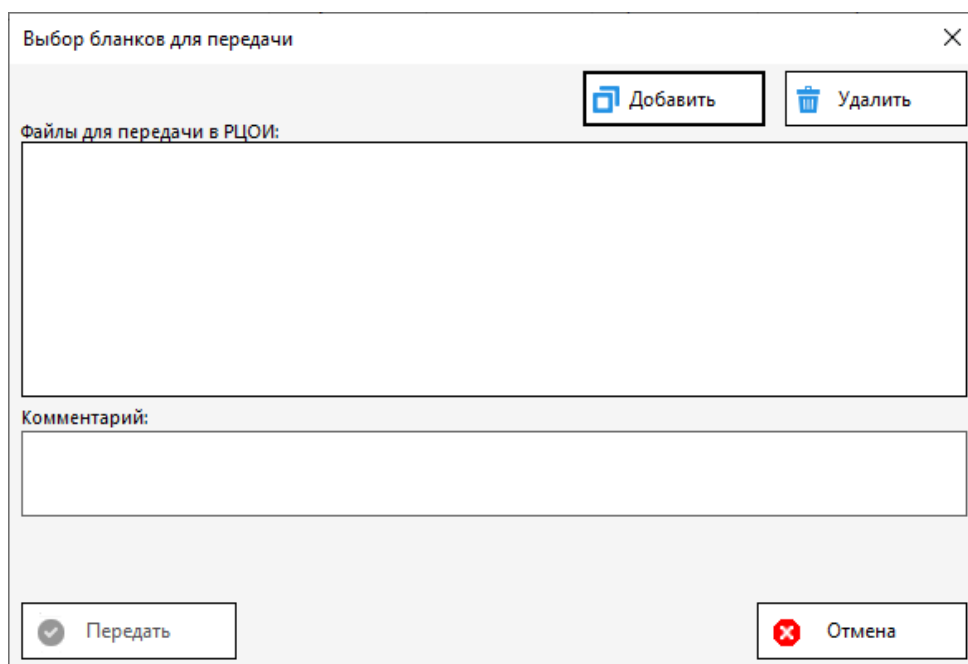 Выбор бланков для передачи
Добавить
Удалить
Файлы для передачи в РЦОИ:
Комментарий:
Передать
Отмена